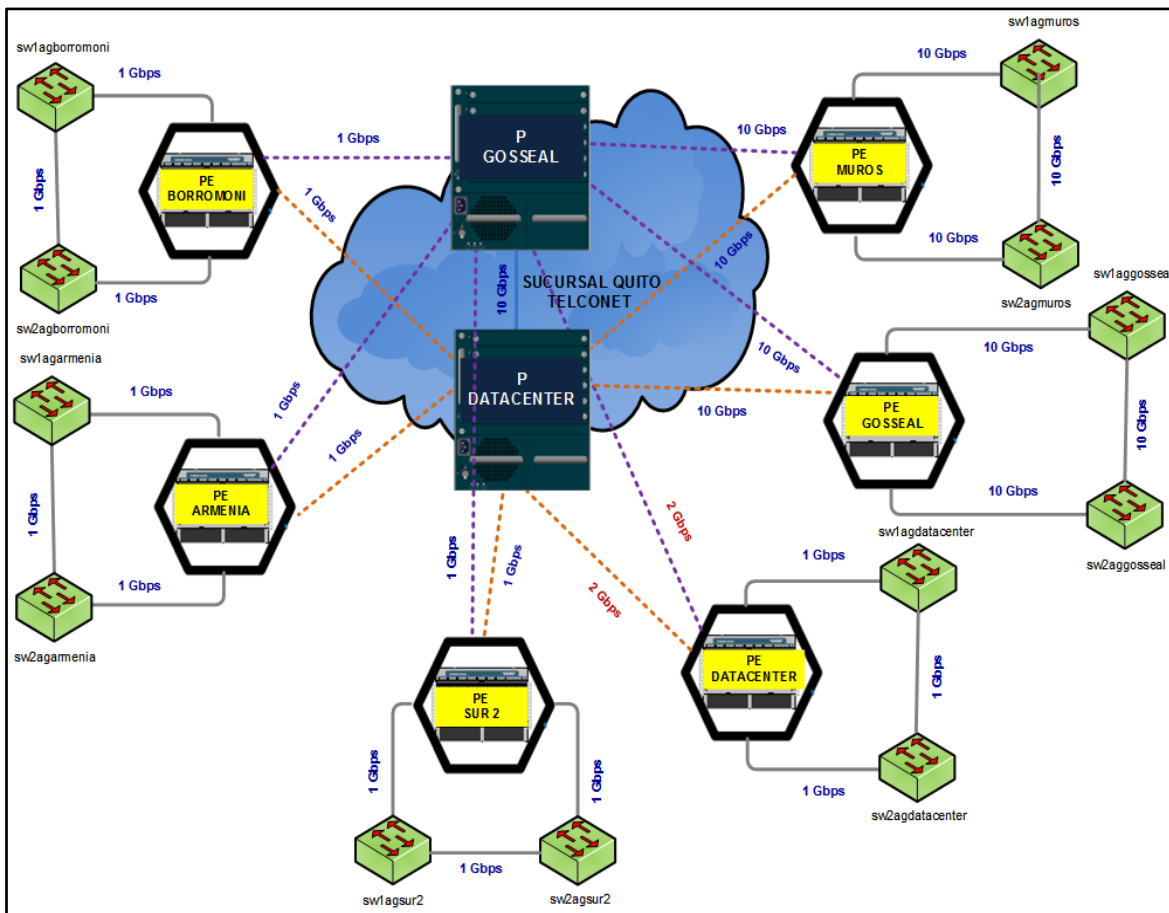 sw1agborromoni
1 Gbps
1 Gbps
1 Gbps
sw2agborromoni
PE
BORROMONI
1 Gbps
1 Gbps
P
GOSSEAL
10 Gbps
SUCURSAL QUITO
TELCONET
P
DATACENTER
10 Gbps
10 Gbps
PE
MUROS
10 Gbps
10 Gbps
10 Gbps
sw1agmuros
sw2agmuros
10 Gbps
10 Gbps
PE
GOSSEAL
10 Gbps
10 Gbps
10 Gbps
sw1aggosseal
sw2aggosseal
sw1agarmenia
1 Gbps
1 Gbps
1 Gbps
sw2agarmenia
PE
ARMENIA
1 Gbps
1 Gbps
1 Gbps
1 Gbps
PE
SUR 2
1 Gbps
1 Gbps
1 Gbps
sw1agsur2
sw2agsur2
2 Gbps
2 Gbps
PE
DATACENTER
1 Gbps
1 Gbps
1 Gbps
sw1agdatacenter
sw2agdatacenter